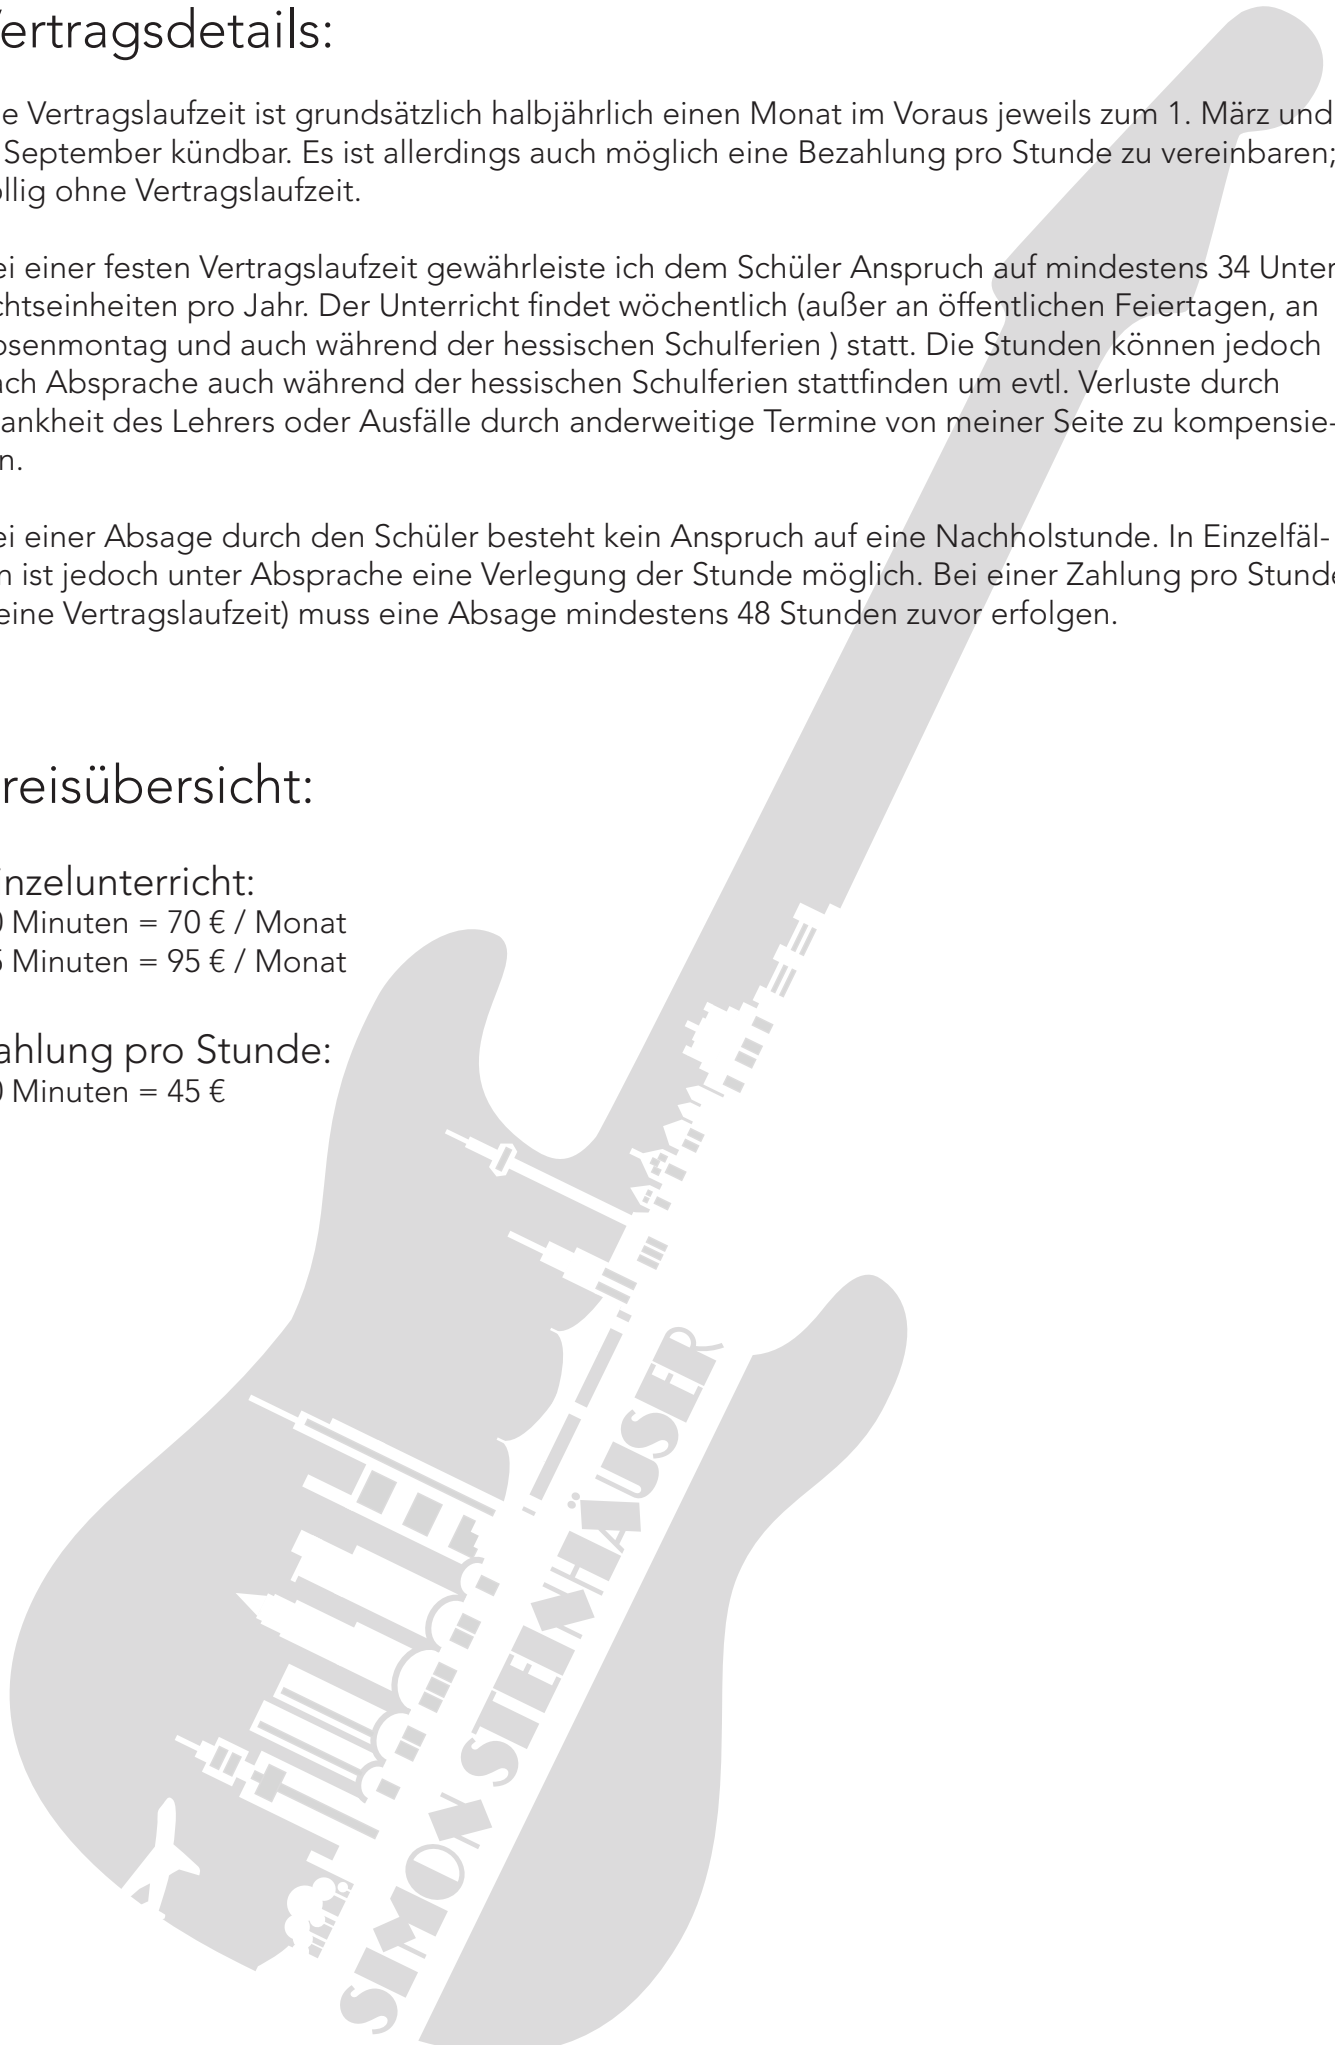 ertragsdetails:
e Vertragslaufzeit ist grundsätzlich halbjährlich einen Monat im Voraus jeweils zum 1. März und
September kündbar. Es ist allerdings auch möglich eine Bezahlung pro Stunde zu vereinbaren;
llig ohne Vertragslaufzeit.
ei einer festen Vertragslaufzeit gewährleiste ich dem Schüler Anspruch auf mindestens 34 Unter
chtseinheiten pro Jahr. Der Unterricht findet wöchentlich (außer an öffentlichen Feiertagen, an
osenmontag und auch während der hessischen Schulferien ) statt. Die Stunden können jedoch
ach Absprache auch während der hessischen Schulferien stattfinden um evtl. Verluste durch
ankheit des Lehrers oder Ausfälle durch anderweitige Termine von meiner Seite zu kompensie-
n.
ei einer Absage durch den Schüler besteht kein Anspruch auf eine Nachholstunde. In Einzelfäl-
n ist jedoch unter Absprache eine Verlegung der Stunde möglich. Bei einer Zahlung pro Stunde
eine Vertragslaufzeit) muss eine Absage mindestens 48 Stunden zuvor erfolgen.
reisübersicht:
inzelunterricht:
0 Minuten = 70 € / Monat
5 Minuten = 95 € / Monat
ahlung pro Stunde:
0 Minuten = 45 €
SIMON STEINHÄUSER